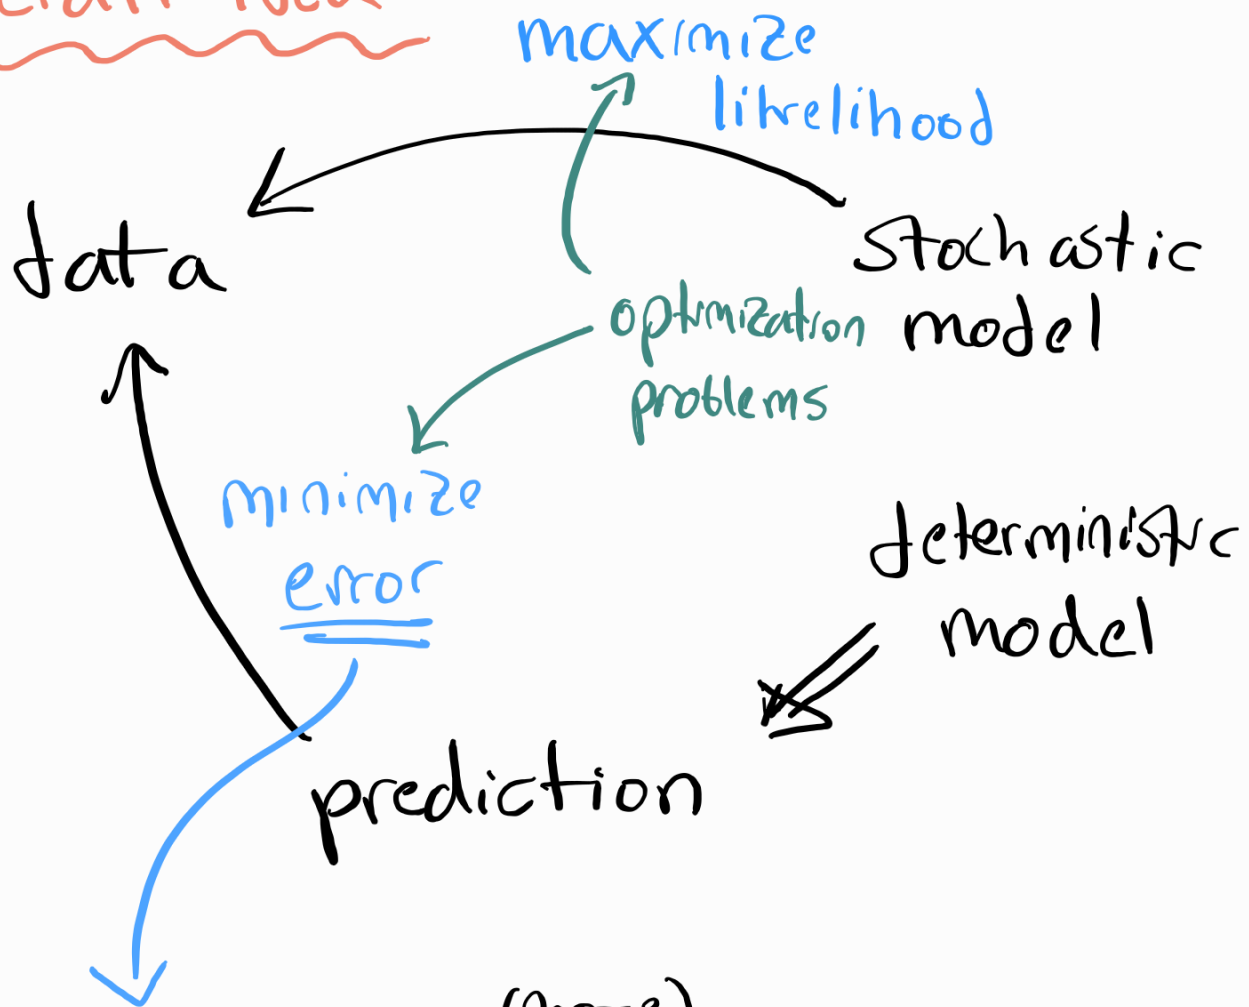 maximize
likelihood
data
stochastic
model
optimization
problems
minimize
error
deterministic
model
prediction